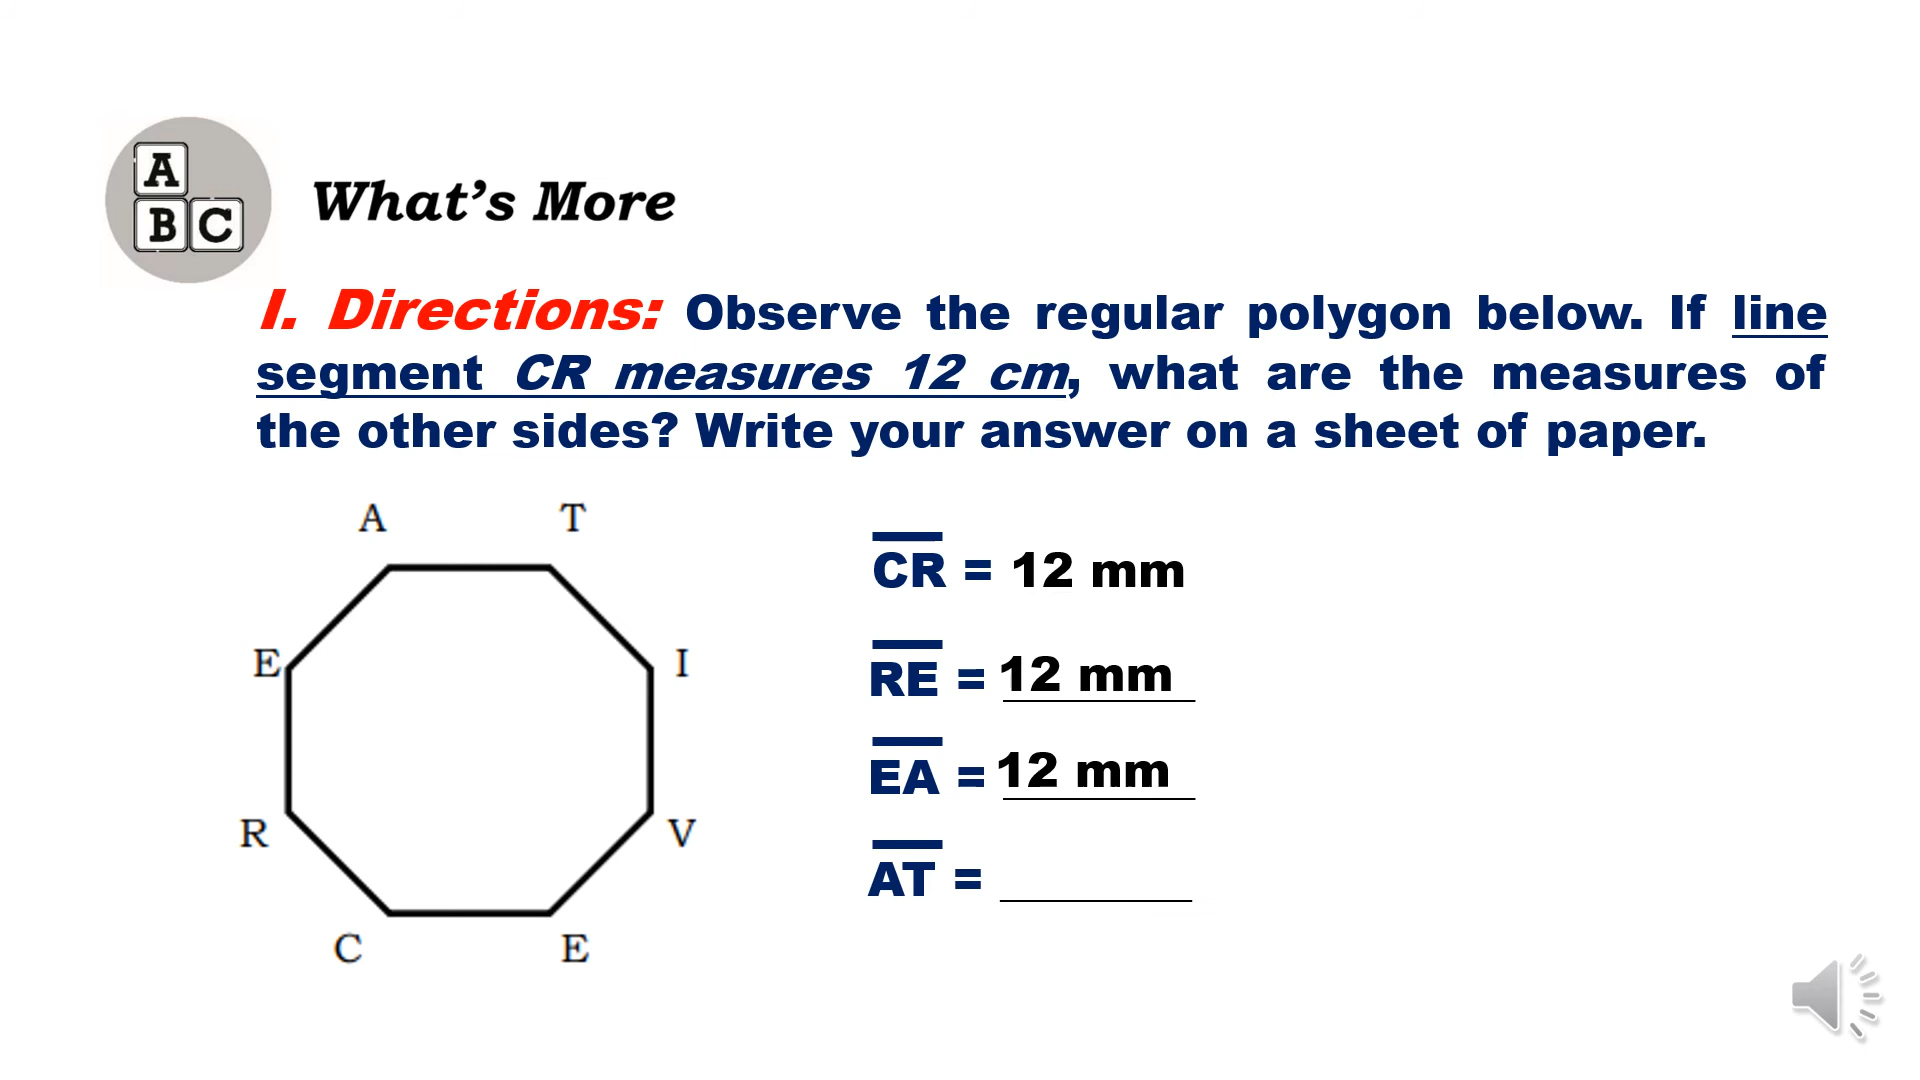 A
B C
What's More
I. Directions: Observe the regular polygon below. If line
segment CR measures 12 cm, what are the measures of
the other sides? Write your answer on a sheet of paper.
A T
E I
R V
C E
CR = 12 mm
RE = 12 mm
EA = 12 mm
AT = ________